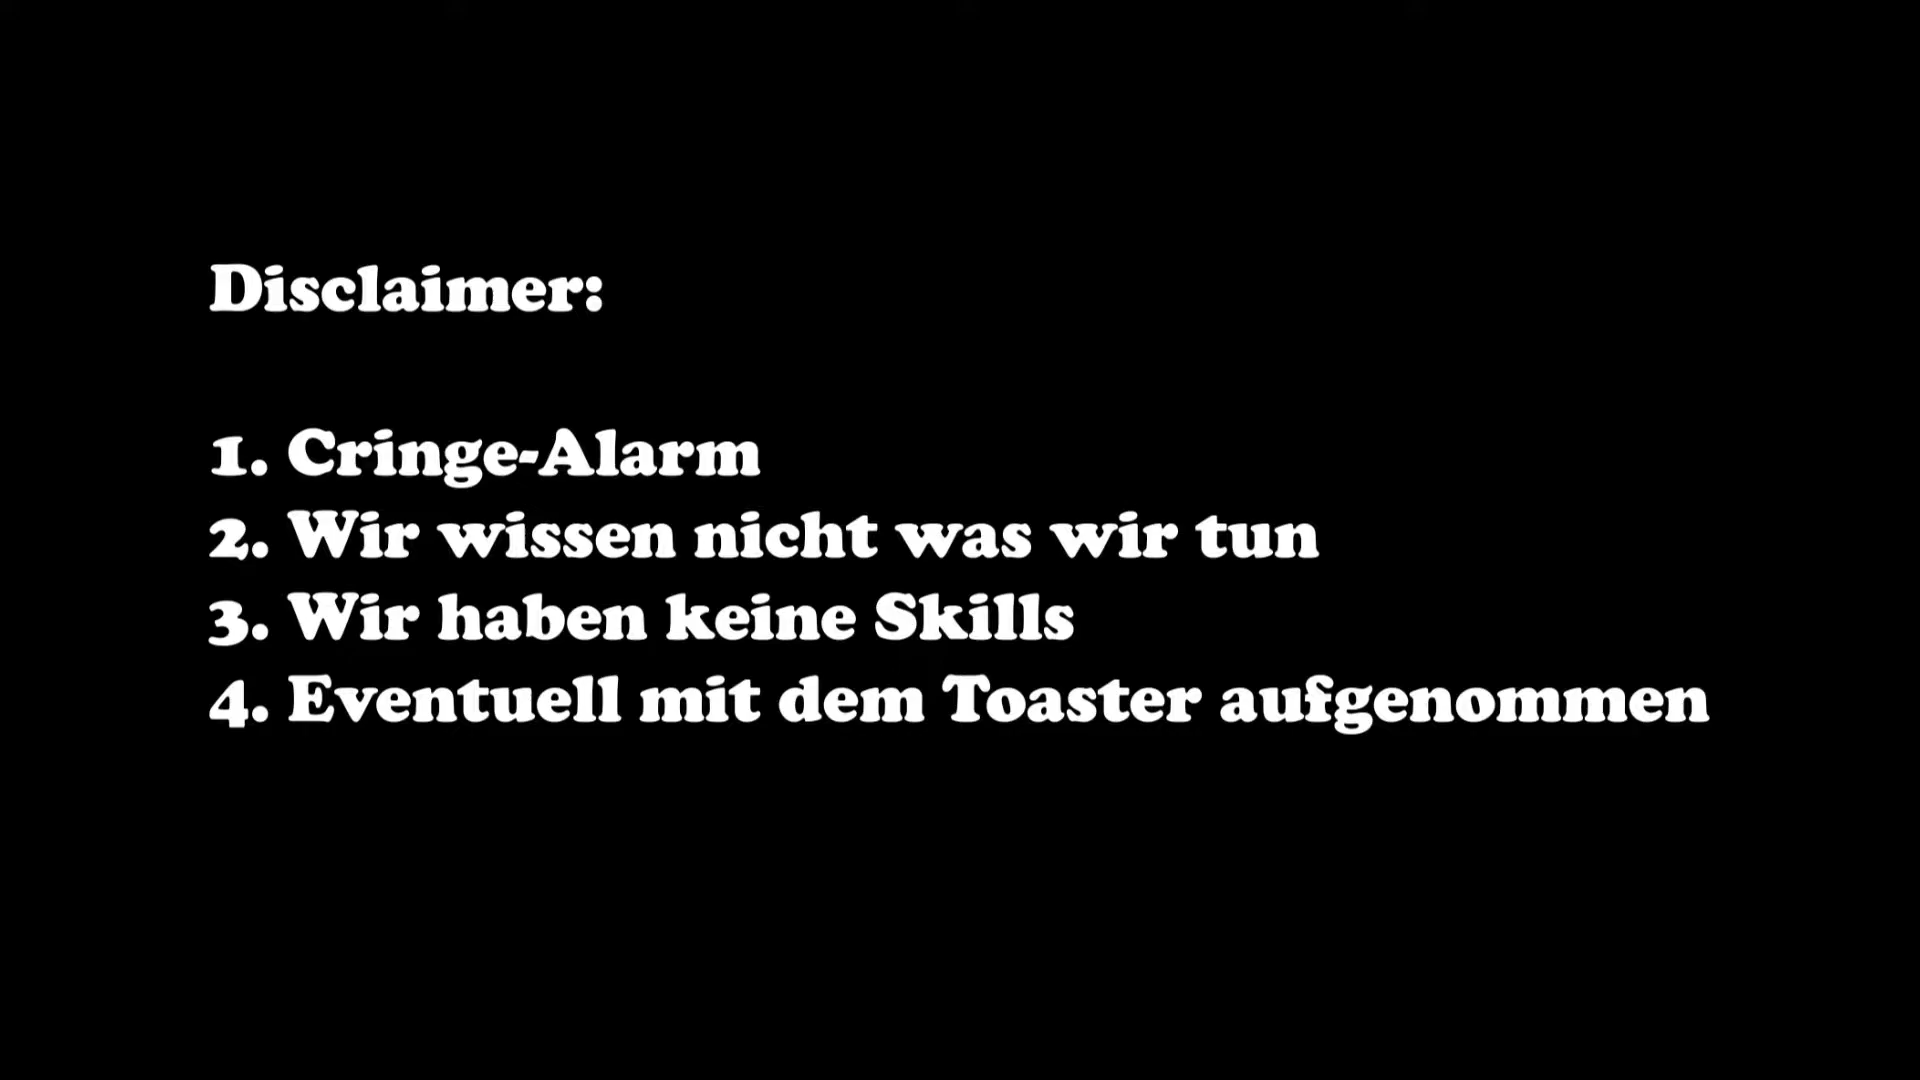 Disclaimer:
1. Cringe-Alarm
2. Wir wissen nicht was wir tun
3. Wir haben keine Skills
4. Eventuell mit dem Toaster aufgenommen